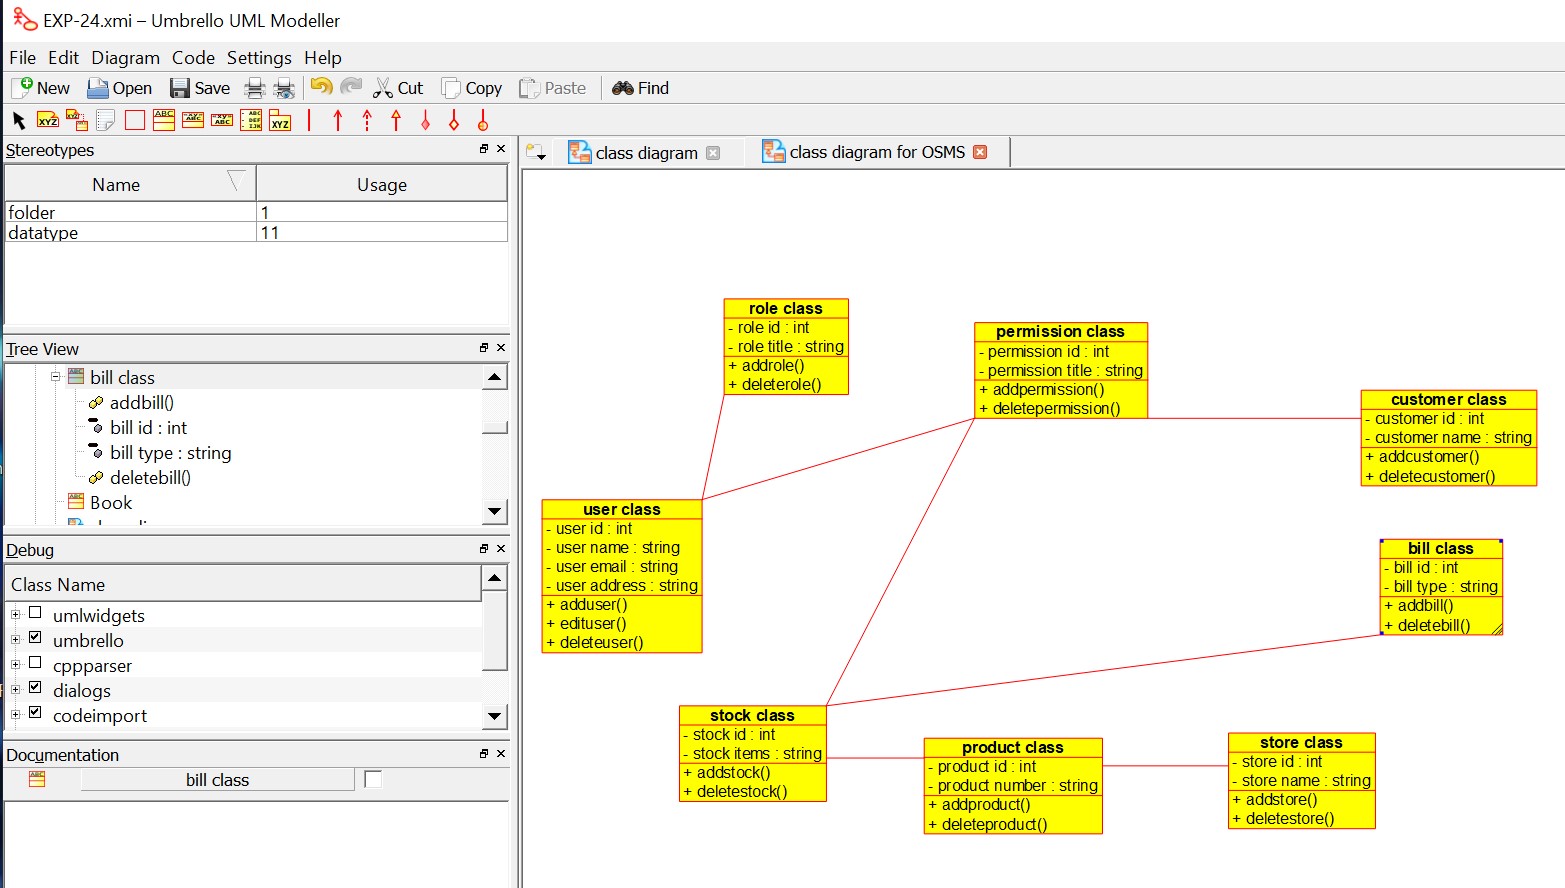 EXP-24.xmi – Umbrello UML Modeller
File Edit Diagram Code Settings Help
New Open Save Cut Copy Paste Find
Stereotypes
Name Usage
folder 1
datatype 11
Tree View
bill class
addbill()
bill id : int
bill type : string
deletebill()
Book
Debug
Class Name
umlwidgets
umbrello
cppparser
dialogs
codeimport
Documentation
bill class
class diagram
class diagram for OSMS
role class
- role id : int
- role title : string
+ addrole()
+ deleterole()
permission class
- permission id : int
- permission title : string
+ addpermission()
+ deletepermission()
customer class
- customer id : int
- customer name : string
+ addcustomer()
+ deletecustomer()
user class
- user id : int
- user name : string
- user email : string
- user address : string
+ adduser()
+ edituser()
+ deleteuser()
bill class
- bill id : int
- bill type : string
+ addbill()
+ deletebill()
stock class
- stock id : int
- stock items : string
+ addstock()
+ deletestock()
product class
- product id : int
- product number : string
+ addproduct()
+ deleteproduct()
store class
- store id : int
- store name : string
+ addstore()
+ deletestore()